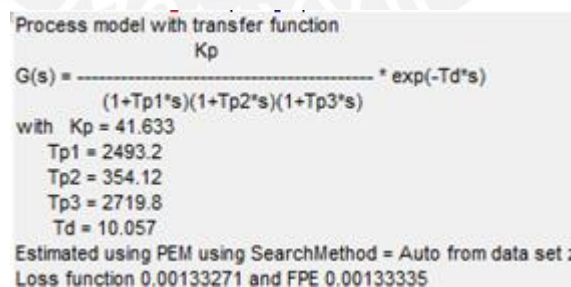 Process model with transfer function
Kp
G(s) = ---------------------------------------- * exp(-Td*s)
(1+Tp1*s)(1+Tp2*s)(1+Tp3*s)
with Kp = 41.633
Tp1 = 2493.2
Tp2 = 354.12
Tp3 = 2719.8
Td = 10.057
Estimated using PEM using SearchMethod = Auto from data set
Loss function 0.00133271 and FPE 0.00133335